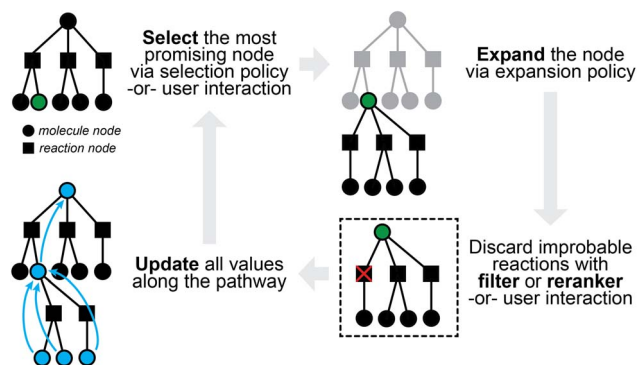 Select the most
promising node
via selection policy
-or- user interaction
Expand the node
via expansion policy
molecule node
reaction node
Update all values
along the pathway
Discard improbable
reactions with
filter or reranker
-or- user interaction